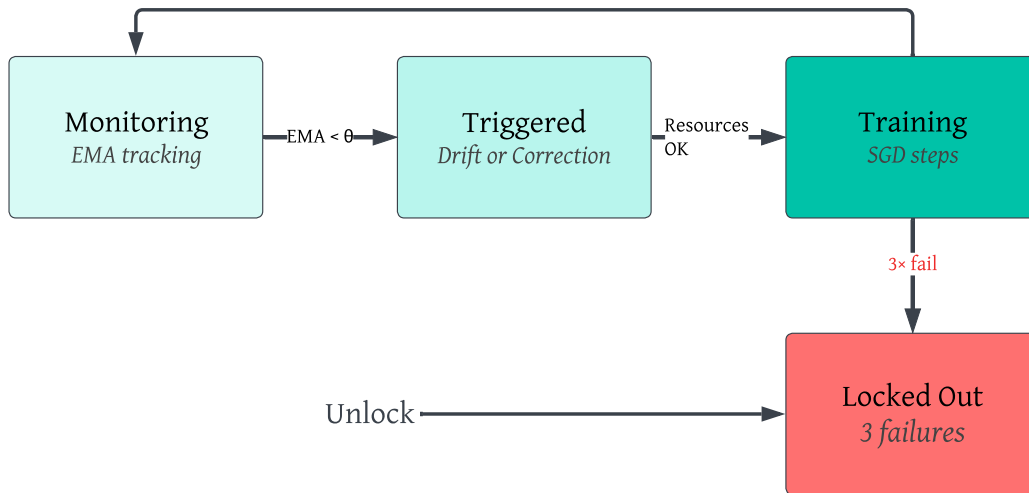 Monitoring
EMA tracking
EMA < θ
Triggered
Drift or Correction
Resources
OK
Training
SGD steps
3× fail
Locked Out
3 failures
Unlock